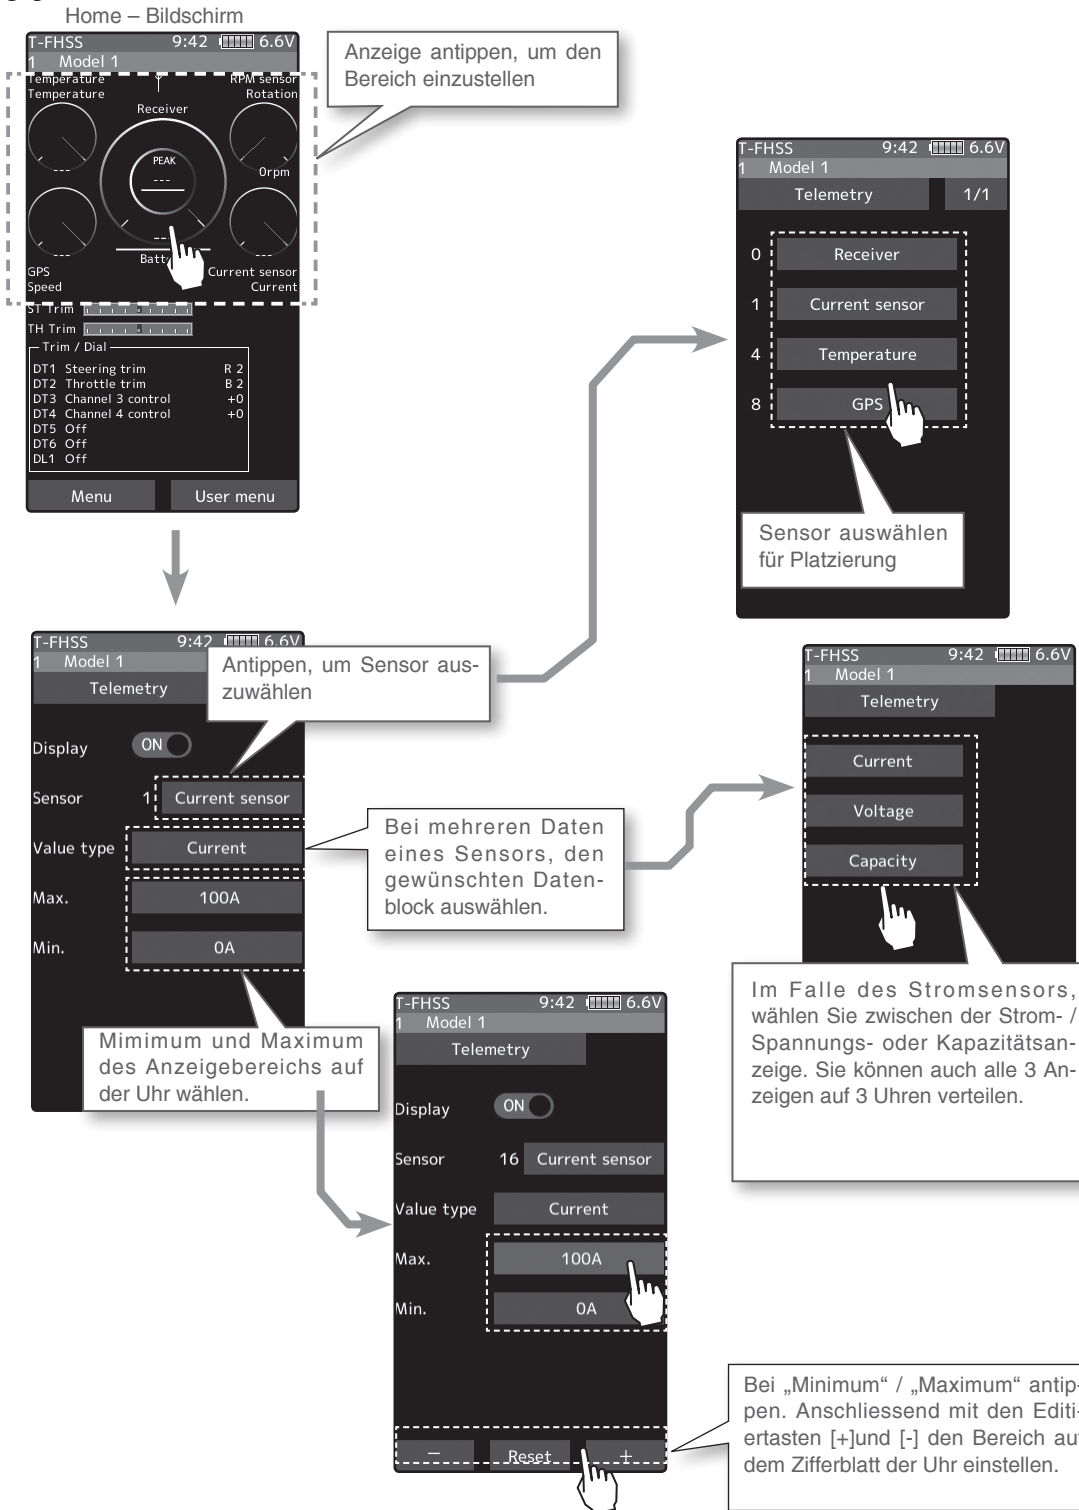 Home – Bildschirm
T-FHSS 9:42 6.6V
1 Model 1
Temperature
Temperature
RPM sensor
Rotation
Receiver
PEAK
---
0rpm
---
---
---
---
GPS
Speed
Current sensor
Current
ST Trim
TH Trim
Trim / Dial
DT1 Steering trim R 2
DT2 Throttle trim B 2
DT3 Channel 3 control +0
DT4 Channel 4 control +0
DT5 Off
DT6 Off
DL1 Off
Menu User menu
Anzeige antippen, um den
Bereich einzustellen
T-FHSS 9:42 6.6V
1 Model 1
Telemetry 1/1
0 Receiver
1 Current sensor
4 Temperature
8 GPS
Sensor auswählen
für Platzierung
T-FHSS 9:42 6.6V
1 Model 1
Telemetry
Display ON
Sensor 1 Current sensor
Value type Current
Max. 100A
Min. 0A
Antippen, um Sensor aus-
zuwählen
Bei mehreren Daten
eines Sensors, den
gewünschten Daten-
block auswählen.
Mimimum und Maximum
des Anzeigebereichs auf
der Uhr wählen.
T-FHSS 9:42 6.6V
1 Model 1
Telemetry
Current
Voltage
Capacity
Im Falle des Stromsensors,
wählen Sie zwischen der Strom- /
Spannungs- oder Kapazitätsan-
zeige. Sie können auch alle 3 An-
zeigen auf 3 Uhren verteilen.
T-FHSS 9:42 6.6V
1 Model 1
Telemetry
Display ON
Sensor 16 Current sensor
Value type Current
Max. 100A
Min. 0A
– Reset +
Bei „Minimum“ / „Maximum“ antip-
pen. Anschliessend mit den Editi-
ertasten [+]und [-] den Bereich auf
dem Zifferblatt der Uhr einstellen.